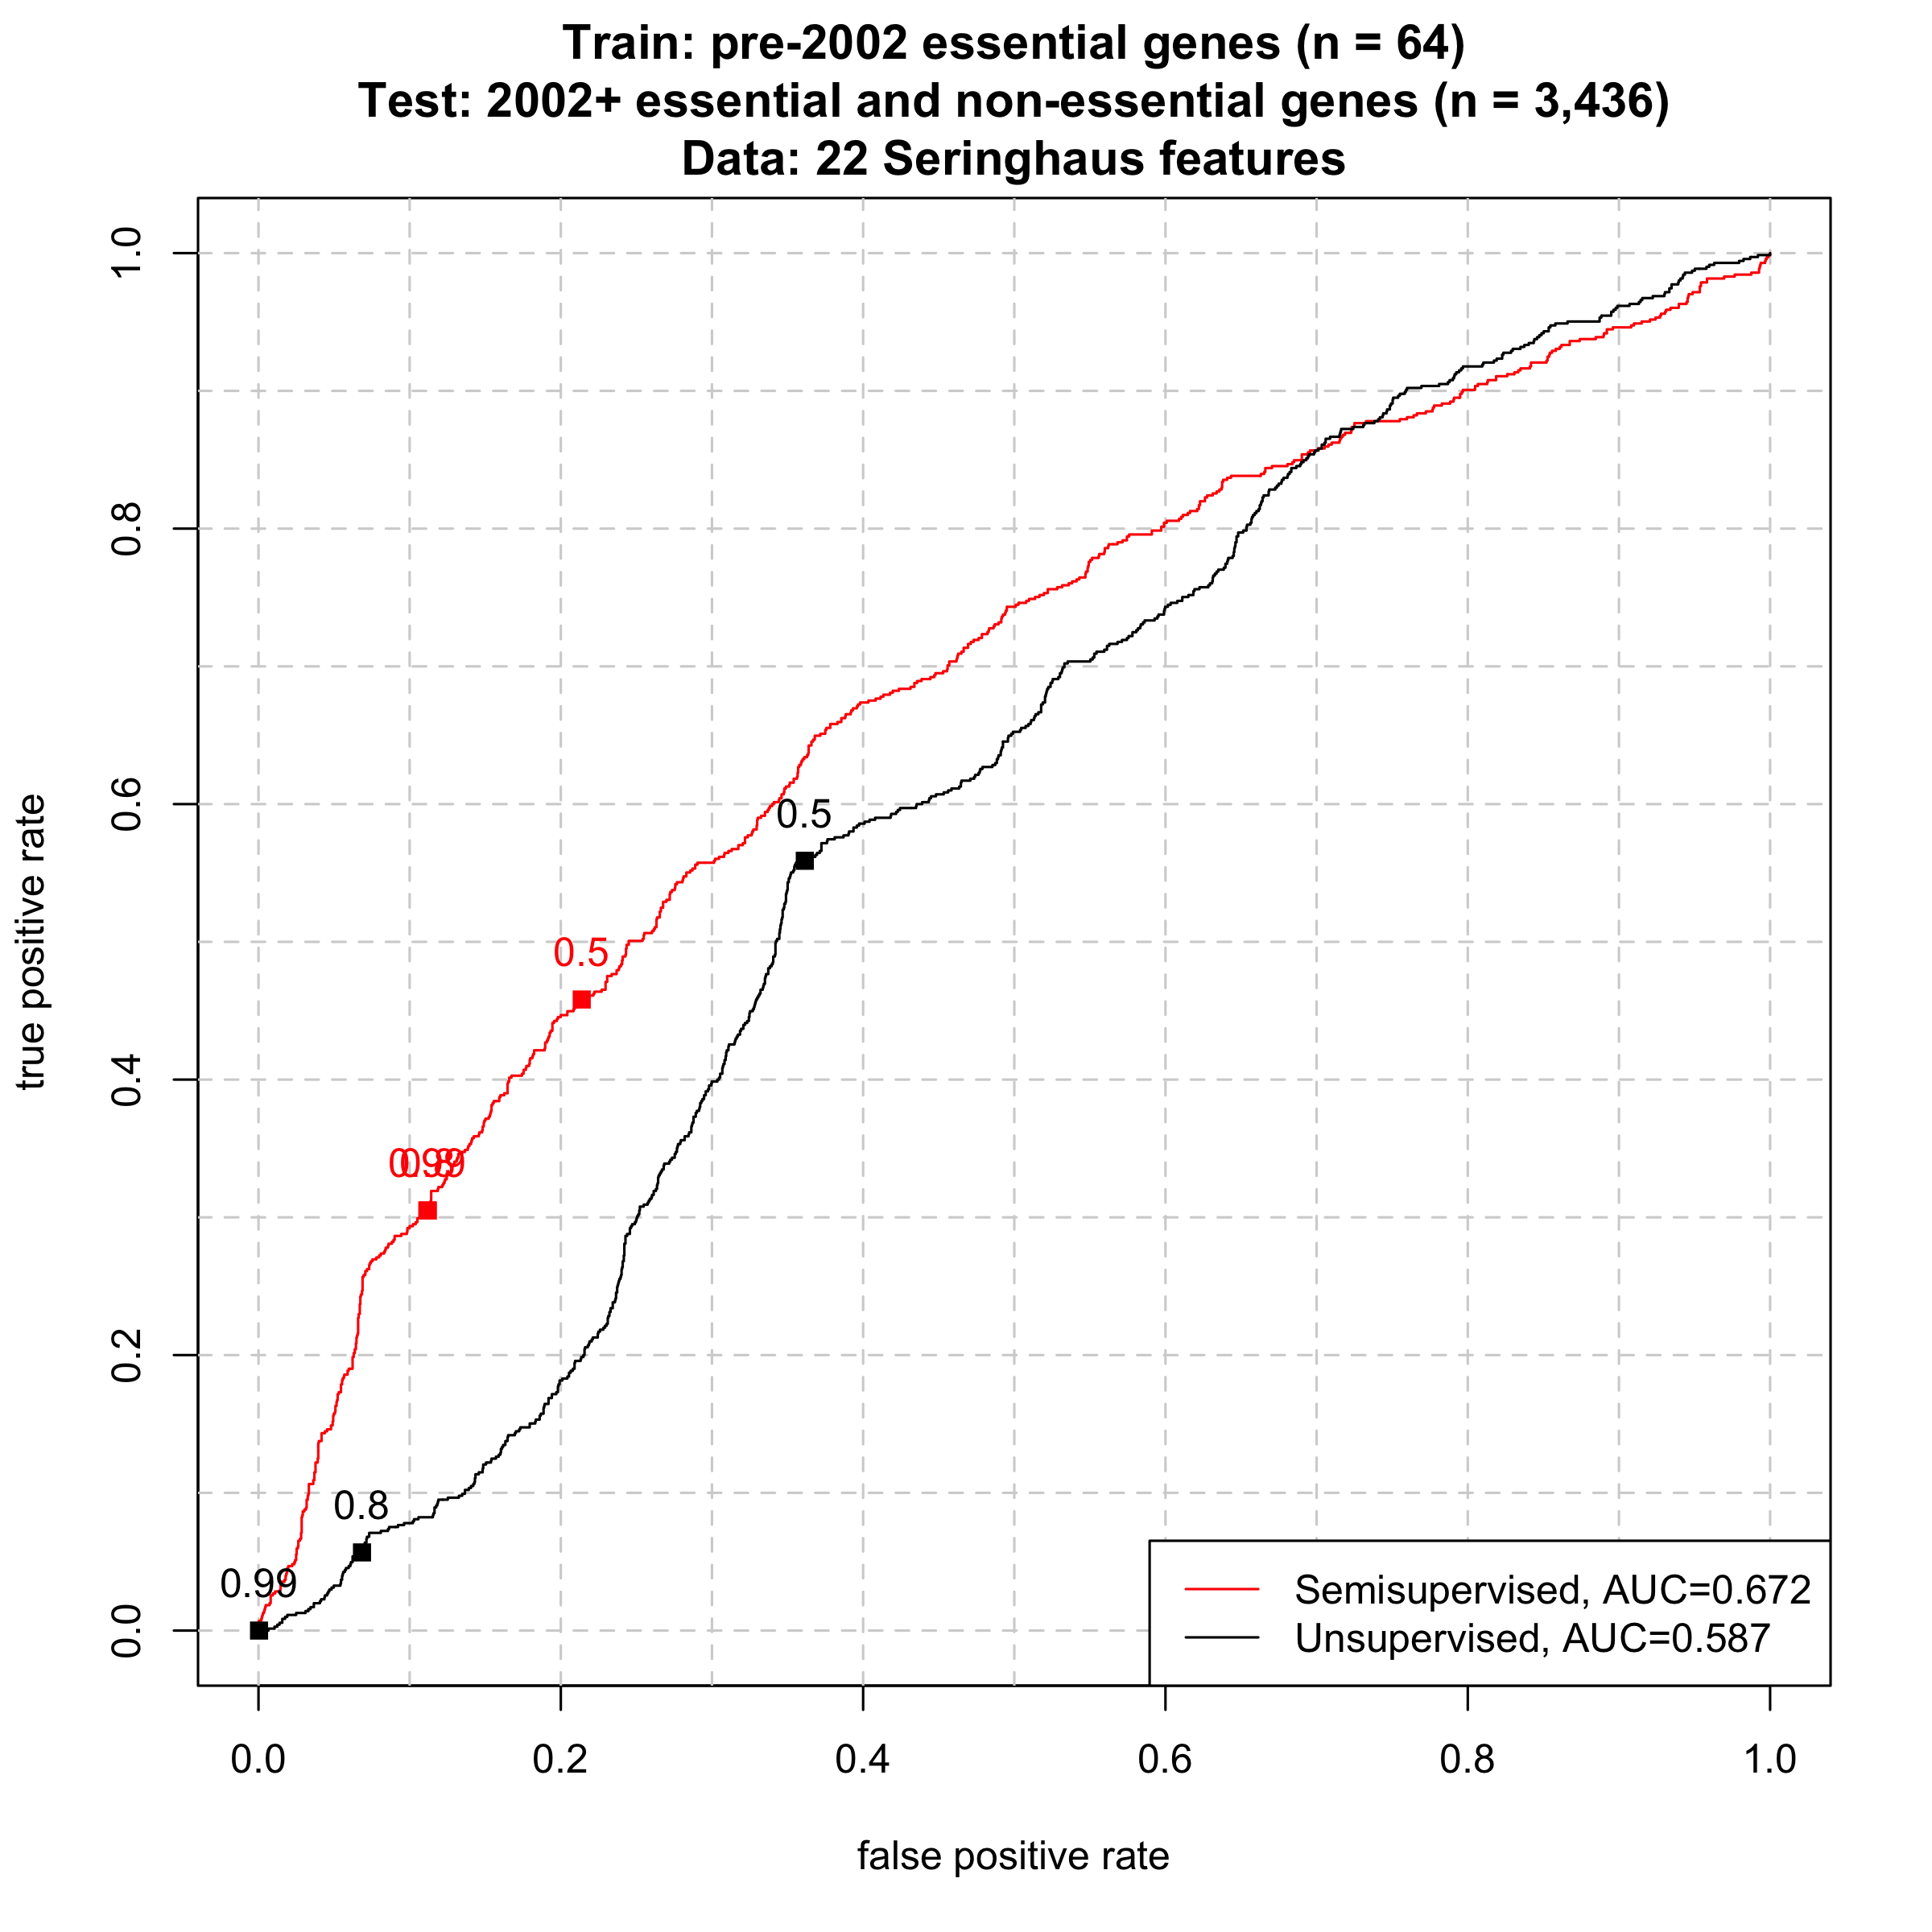 Train: pre-2002 essential genes (n = 64)
Test: 2002+ essential and non-essential genes (n = 3,436)
Data: 22 Seringhaus features
true positive rate
1.0
0.8
0.6
0.4
0.2
0.0
0.5
0.5
0.8
0.99
Semisupervised, AUC=0.672
Unsupervised, AUC=0.587
0.0
0.2
0.4
0.6
0.8
1.0
false positive rate